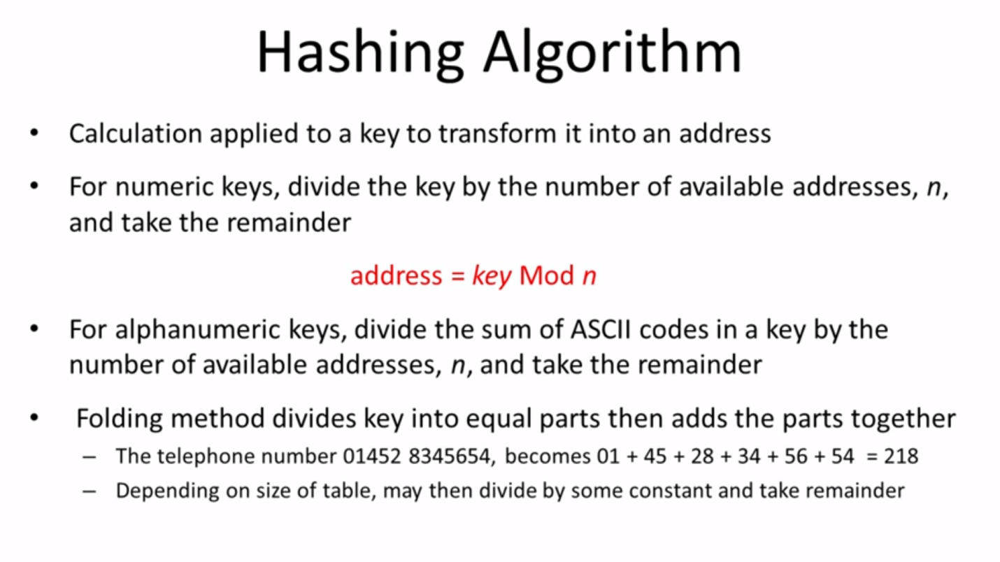 Hashing Algorithm
• Calculation applied to a key to transform it into an address
• For numeric keys, divide the key by the number of available addresses, n,
and take the remainder
address = key Mod n
• For alphanumeric keys, divide the sum of ASCII codes in a key by the
number of available addresses, n, and take the remainder
• Folding method divides key into equal parts then adds the parts together
– The telephone number 01452 8345654, becomes 01 + 45 + 28 + 34 + 56 + 54 = 218
– Depending on size of table, may then divide by some constant and take remainder